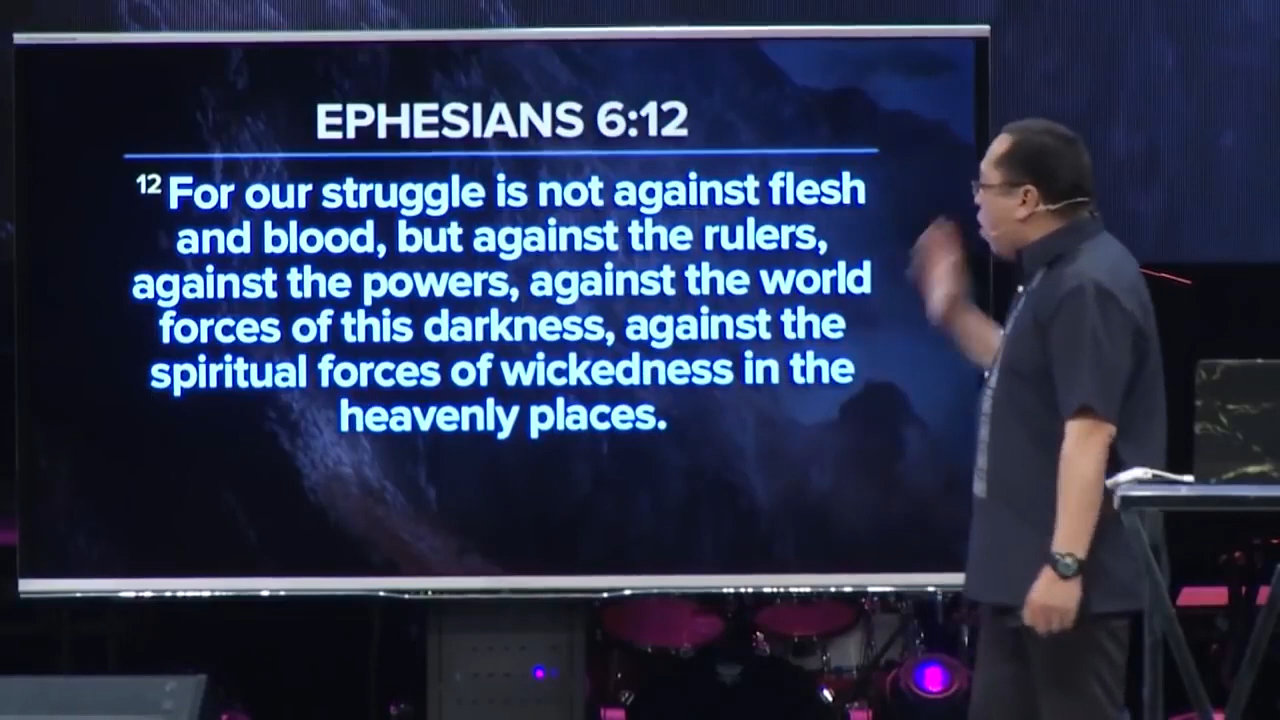 EPHESIANS 6:12
12 For our struggle is not against flesh
and blood, but against the rulers,
against the powers, against the world
forces of this darkness, against the
spiritual forces of wickedness in the
heavenly places.